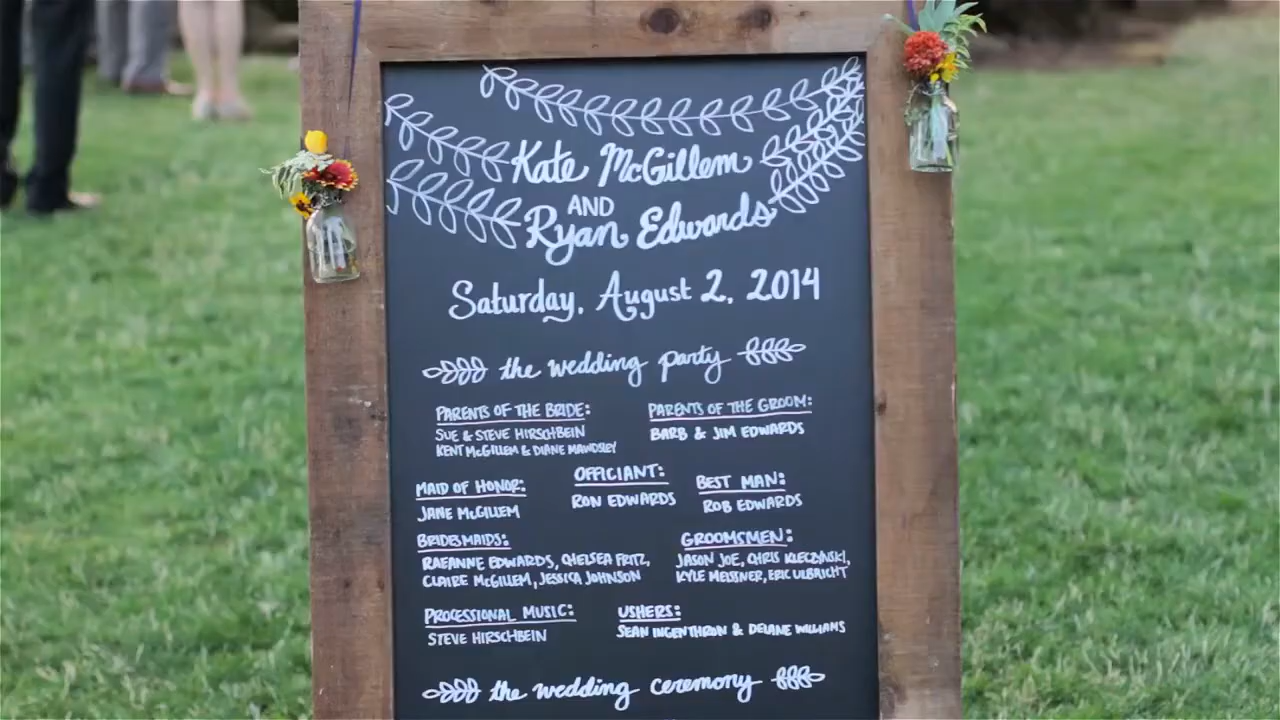 Kate McGillem
AND
Ryan Edwards
Saturday, August 2, 2014
the wedding party
PARENTS OF THE BRIDE:
SUE & STEVE HIRSCHBEIN
KENT McGILLEM & DIANE MAWDSLEY
PARENTS OF THE GROOM:
BARB & JIM EDWARDS
MAID OF HONOR:
JANE McGILLEM
OFFICIANT:
RON EDWARDS
BEST MAN:
ROB EDWARDS
BRIDESMAIDS:
RAEANNE EDWARDS, CHELSEA FRITZ,
CLAIRE McGILLEM, JESSICA JOHNSON
GROOMSMEN:
JASON JOE, CHRIS KLECZYNSKI,
KYLE MEISSNER, ERIC ULBRICHT
PROCESSIONAL MUSIC:
STEVE HIRSCHBEIN
USHERS:
SEAN INGENTHRON & DELANE WILLIAMS
the wedding ceremony